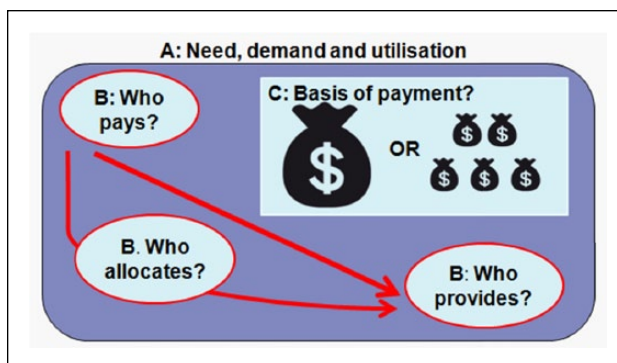 A: Need, demand and utilisation
B: Who
pays?
C: Basis of payment?
$
OR
$ $
$ $ $
B. Who
allocates?
B: Who
provides?